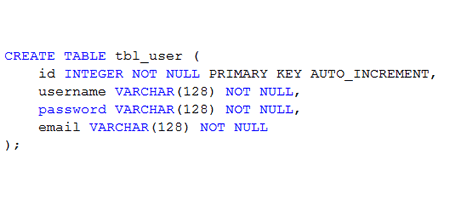 CREATE TABLE tbl_user (
    id INTEGER NOT NULL PRIMARY KEY AUTO_INCREMENT,
    username VARCHAR(128) NOT NULL,
    password VARCHAR(128) NOT NULL,
    email VARCHAR(128) NOT NULL
);